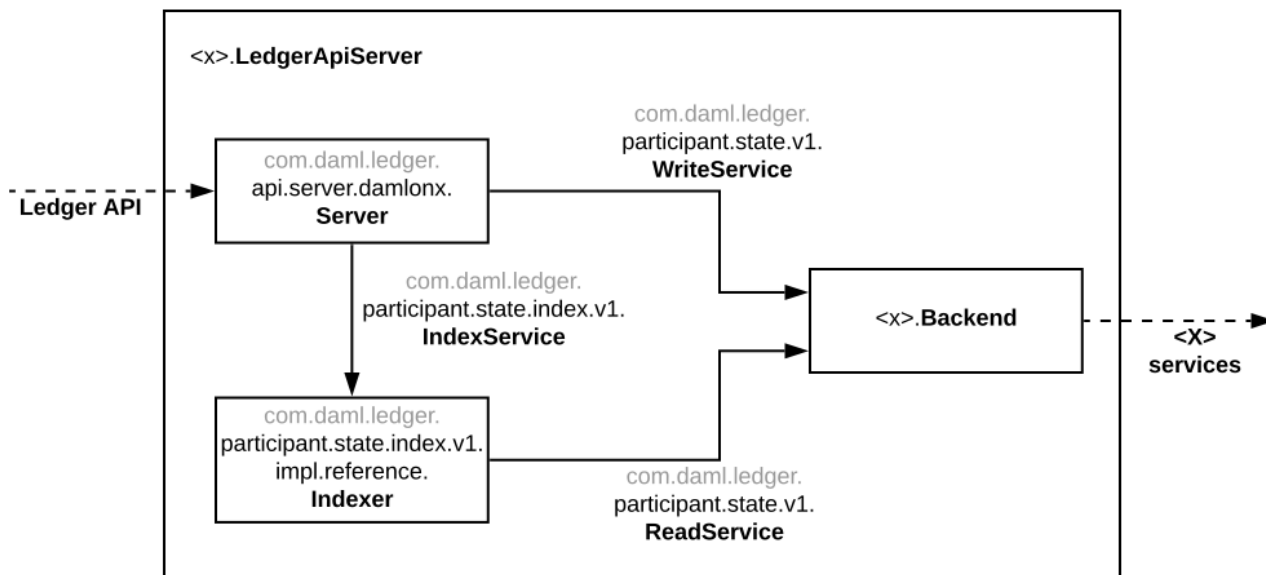 <x>.LedgerApiServer
com.daml.ledger.
participant.state.v1.
WriteService
com.daml.ledger.
api.server.damlonx.
Server
Ledger API
com.daml.ledger.
participant.state.index.v1.
IndexService
<x>.Backend
<X>
services
com.daml.ledger.
participant.state.index.v1.
impl.reference.
Indexer
com.daml.ledger.
participant.state.v1.
ReadService